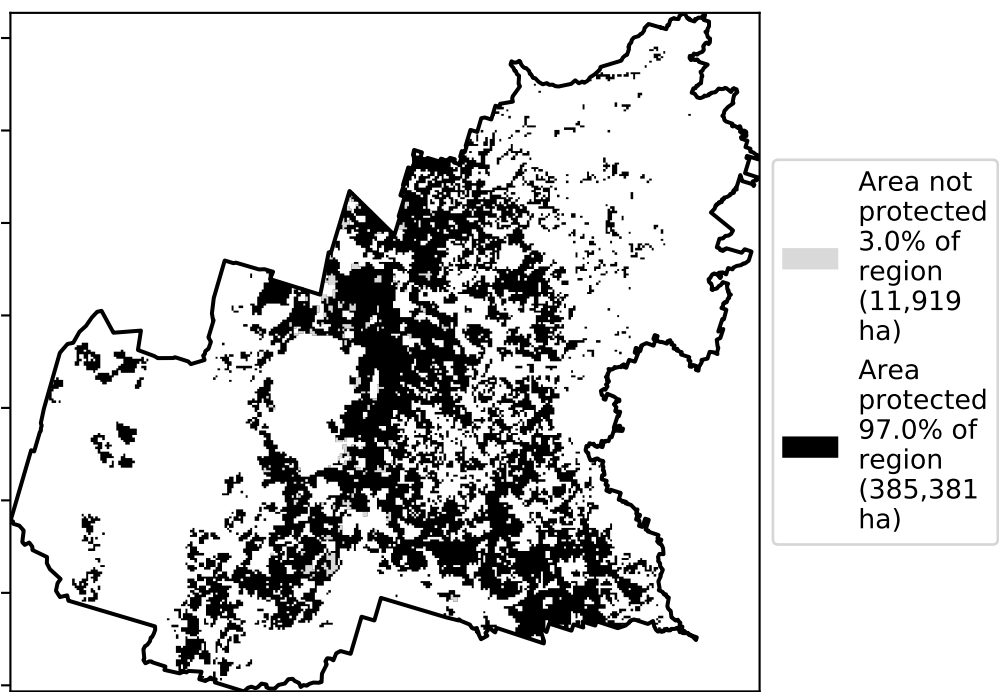 Area not
protected
3.0% of
region
(11,919
ha)
Area
protected
97.0% of
region
(385,381
ha)